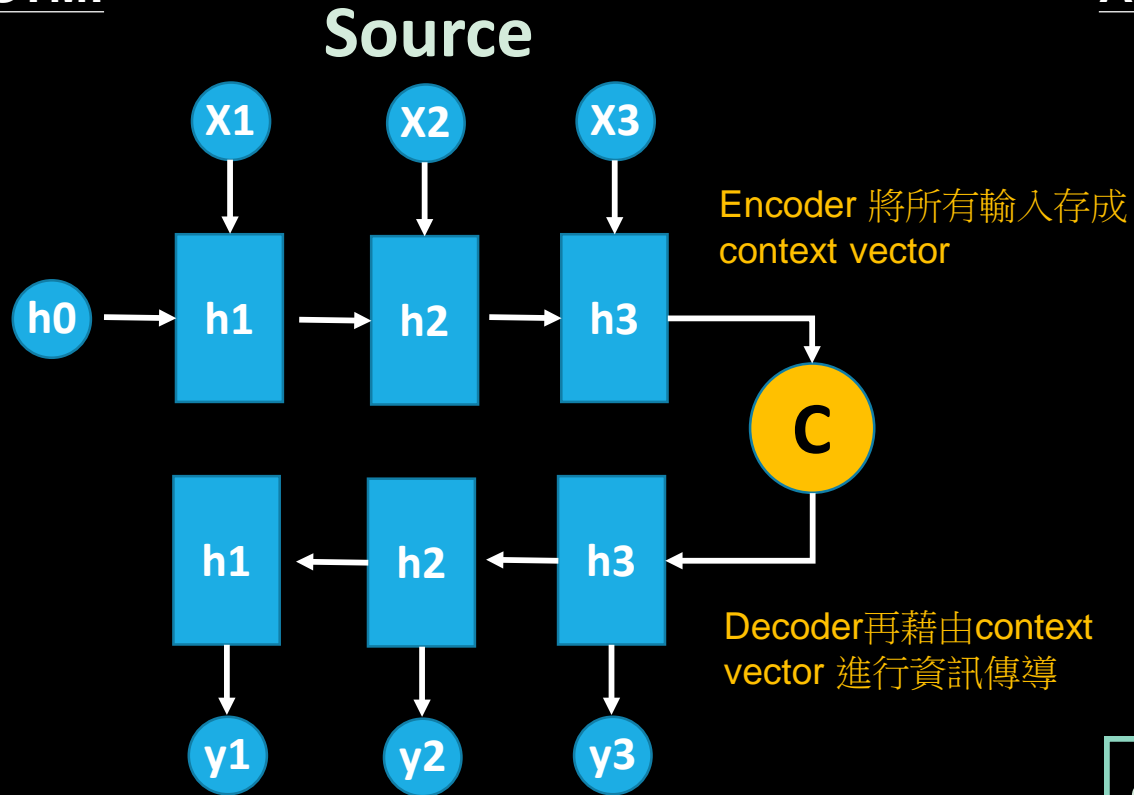 Source
X1 X2 X3
Encoder 將所有輸入存成
context vector
h0 h1 h2 h3
C
h1 h2 h3
Decoder再藉由context
vector 進行資訊傳導
y1 y2 y3